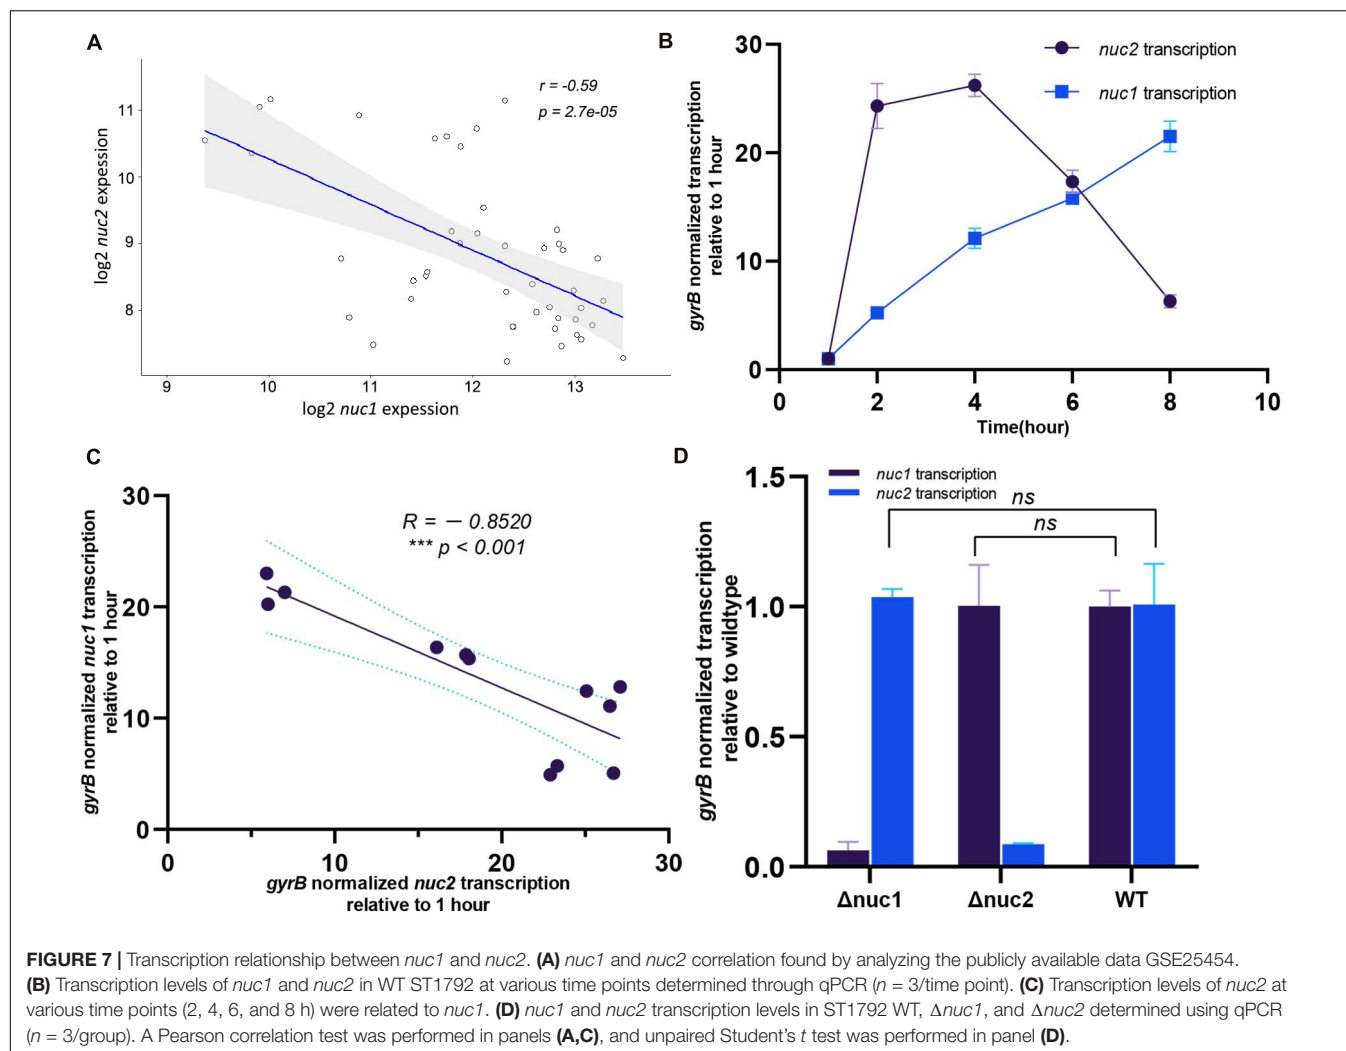 A
r = -0.59
p = 2.7e-05
11
10
9
8
log2 nuc2 expession
9 10 11 12 13
log2 nuc1 expession
B
nuc2 transcription
nuc1 transcription
30
20
10
0
gyrB normalized transcription
relative to 1 hour
0 2 4 6 8 10
Time(hour)
C
R = − 0.8520
*** p < 0.001
30
20
10
0
gyrB normalized nuc1 transcription
relative to 1 hour
0 10 20 30
gyrB normalized nuc2 transcription
relative to 1 hour
D
nuc1 transcription
nuc2 transcription
ns
ns
1.5
1.0
0.5
0.0
gyrB normalized transcription
relative to wildtype
Δnuc1 Δnuc2 WT
FIGURE 7 | Transcription relationship between nuc1 and nuc2. (A) nuc1 and nuc2 correlation found by analyzing the publicly available data GSE25454.
(B) Transcription levels of nuc1 and nuc2 in WT ST1792 at various time points determined through qPCR (n = 3/time point). (C) Transcription levels of nuc2 at
various time points (2, 4, 6, and 8 h) were related to nuc1. (D) nuc1 and nuc2 transcription levels in ST1792 WT, Δnuc1, and Δnuc2 determined using qPCR
(n = 3/group). A Pearson correlation test was performed in panels (A,C), and unpaired Student's t test was performed in panel (D).